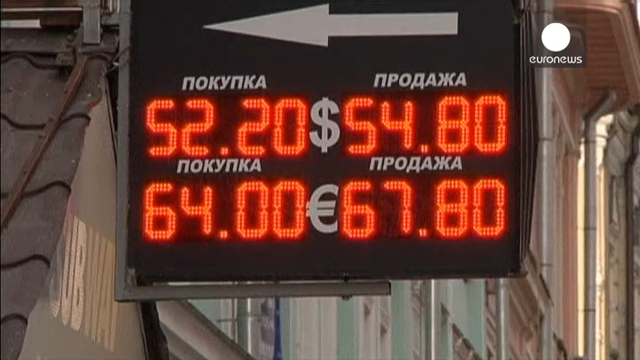 euronews
ПОКУПКА ПРОДАЖА
52.20 $ 54.80
ПОКУПКА ПРОДАЖА
64.00 € 67.80